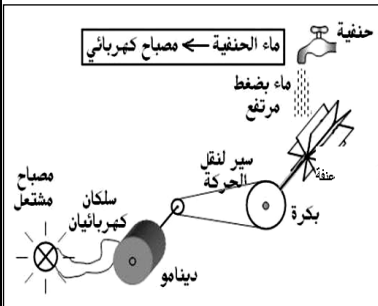 حنفية
ماء الحنفية ← مصباح كهربائي
ماء بضغط
مرتفع
عنفة
سير لنقل
الحركة
بكرة
مصباح
مشتعل
سلكان
كهربائيان
دينامو